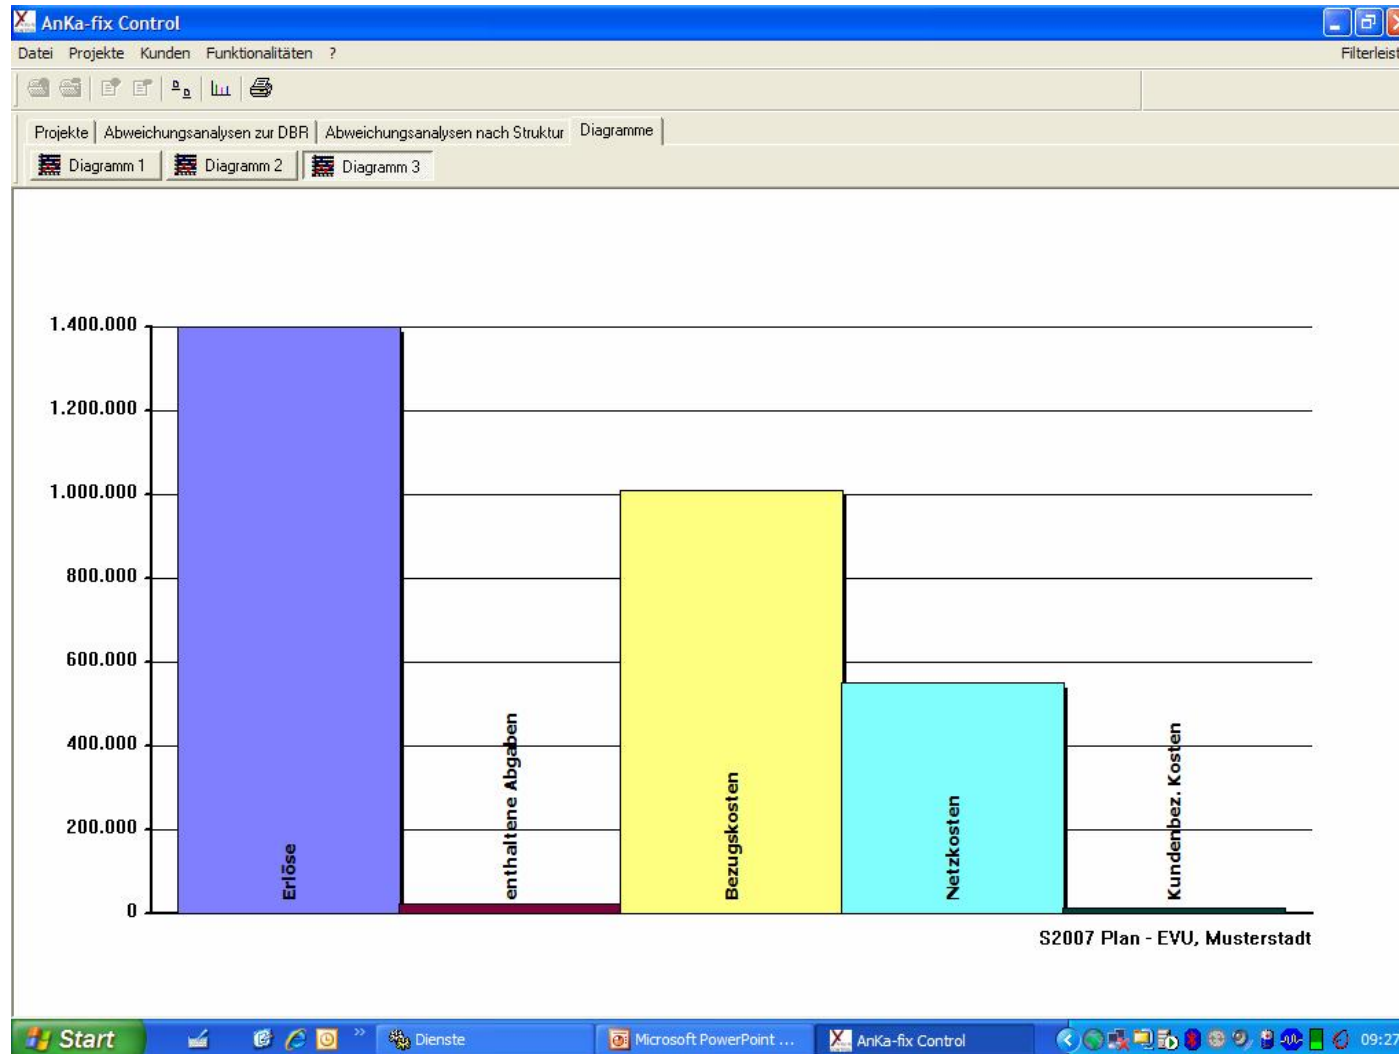 AnKa-fix Control
Datei Projekte Kunden Funktionalitäten ?
Filterleist
Projekte Abweichungsanalysen zur DBR Abweichungsanalysen nach Struktur Diagramme
Diagramm 1 Diagramm 2 Diagramm 3
1.400.000
1.200.000
1.000.000
800.000
600.000
400.000
200.000
0
Erlöse
enthaltene Abgaben
Bezugskosten
Netzkosten
Kundenbez. Kosten
S2007 Plan - EVU, Musterstadt
Start Dienste Microsoft PowerPoint ... AnKa-fix Control 09:27